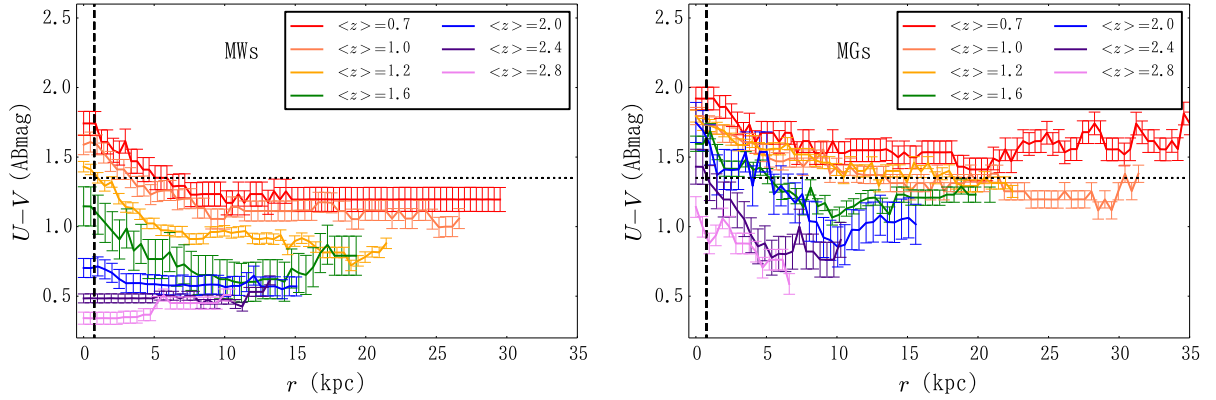 MWs
<z>=0.7
<z>=1.0
<z>=1.2
<z>=1.6
<z>=2.0
<z>=2.4
<z>=2.8
2.5
2.0
1.5
1.0
0.5
U−V (ABmag)
0 5 10 15 20 25 30 35
r (kpc)
MGs
<z>=0.7
<z>=1.0
<z>=1.2
<z>=1.6
<z>=2.0
<z>=2.4
<z>=2.8
2.5
2.0
1.5
1.0
0.5
U−V (ABmag)
0 5 10 15 20 25 30 35
r (kpc)